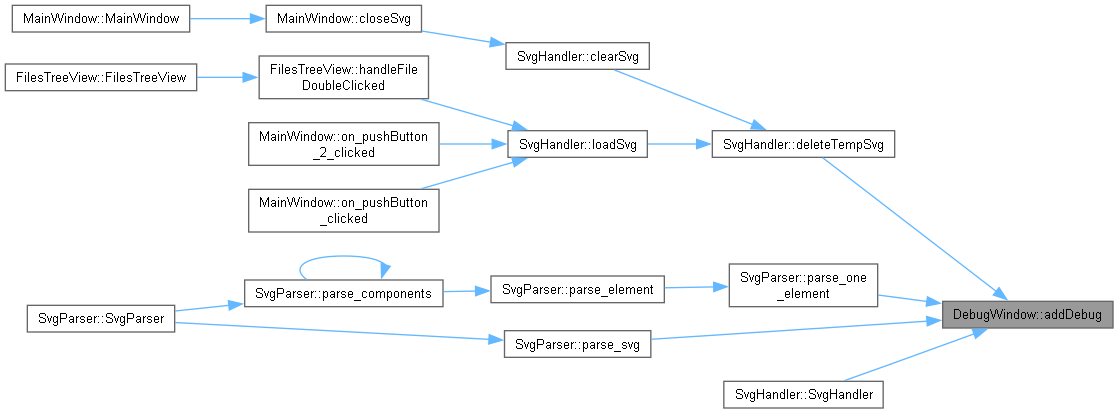 MainWindow::MainWindow
MainWindow::closeSvg
SvgHandler::clearSvg
FilesTreeView::FilesTreeView
FilesTreeView::handleFile
DoubleClicked
MainWindow::on_pushButton
_2_clicked
SvgHandler::loadSvg
SvgHandler::deleteTempSvg
MainWindow::on_pushButton
_clicked
SvgParser::parse_components
SvgParser::parse_element
SvgParser::parse_one
_element
SvgParser::SvgParser
DebugWindow::addDebug
SvgParser::parse_svg
SvgHandler::SvgHandler